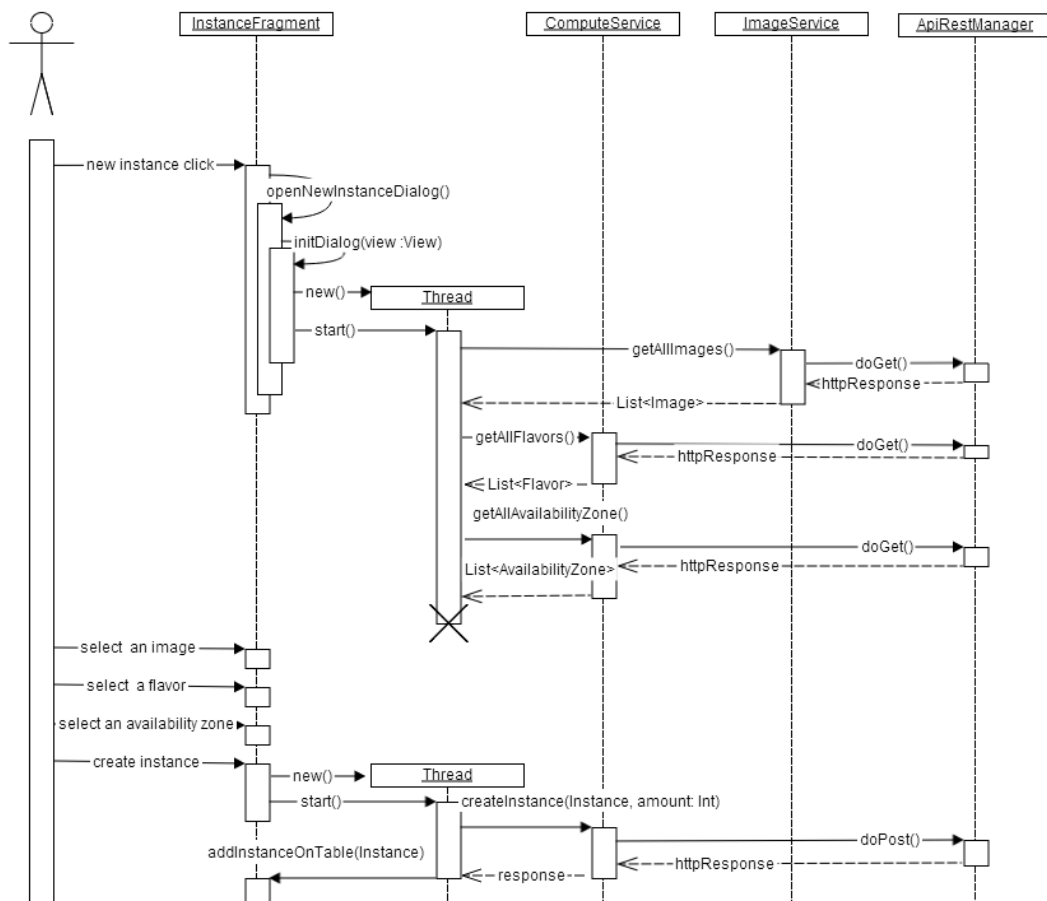 InstanceFragment
ComputeService
ImageService
ApiRestManager
new instance click
openNewInstanceDialog()
initDialog(view :View)
new()
Thread
start()
getAllImages()
doGet()
httpResponse
List<Image>
getAllFlavors()
doGet()
httpResponse
List<Flavor>
getAllAvailabilityZone()
doGet()
List<AvailabilityZone>
httpResponse
select an image
select a flavor
select an availability zone
create instance
new()
Thread
start()
createInstance(Instance, amount: Int)
doPost()
addInstanceOnTable(Instance)
httpResponse
response